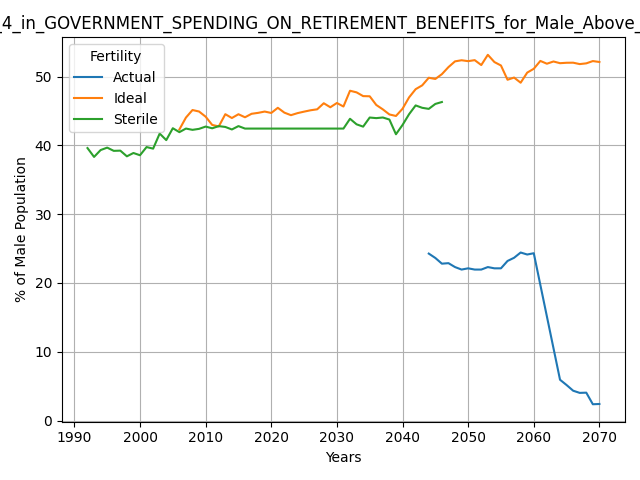 _4_in_GOVERNMENT_SPENDING_ON_RETIREMENT_BENEFITS_for_Male_Above_
Fertility
Actual
Ideal
Sterile
% of Male Population
50
40
30
20
10
0
1990 2000 2010 2020 2030 2040 2050 2060 2070
Years